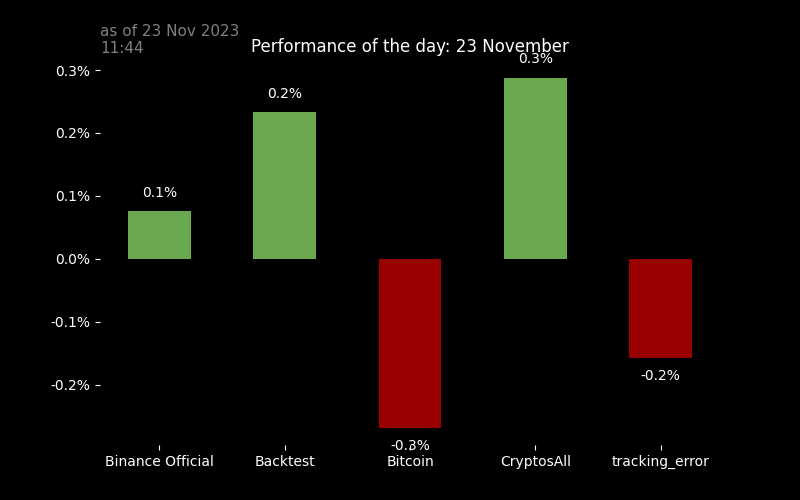 as of 23 Nov 2023
11:44
Performance of the day: 23 November
0.3%
0.3%
0.2%
0.2%
0.1%
0.1%
0.0%
-0.1%
-0.2%
-0.2%
-0.3%
Binance Official
Backtest
Bitcoin
CryptosAll
tracking_error